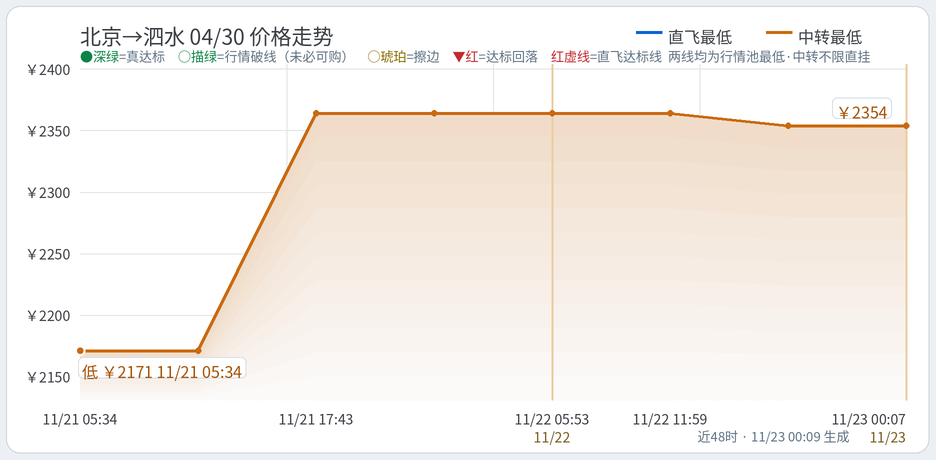 北京→泗水 04/30 价格走势
直飞最低 中转最低
●深绿=真达标 ○描绿=行情破线（未必可购） ○琥珀=擦边 ▼红=达标回落 红虚线=直飞达标线 两线均为行情池最低·中转不限直挂
￥2400
￥2354
￥2350
￥2300
￥2250
￥2200
低 ￥2171 11/21 05:34
￥2150
11/21 05:34 11/21 17:43 11/22 05:53 11/22 11:59 11/23 00:07
11/22 近48时 · 11/23 00:09 生成 11/23